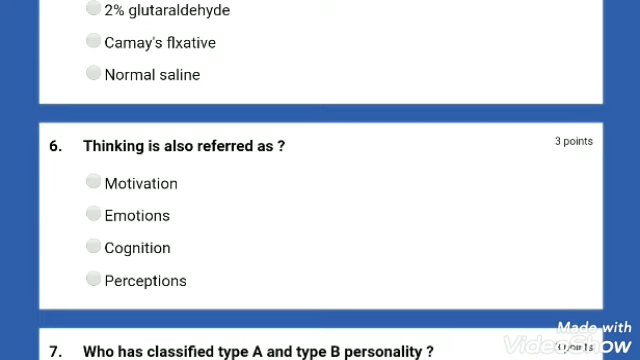 2% glutaraldehyde
Camay's flxative
Normal saline
6. Thinking is also referred as ? 3 points
Motivation
Emotions
Cognition
Perceptions
Made with
VideoShow
7. Who has classified type A and type B personality ?